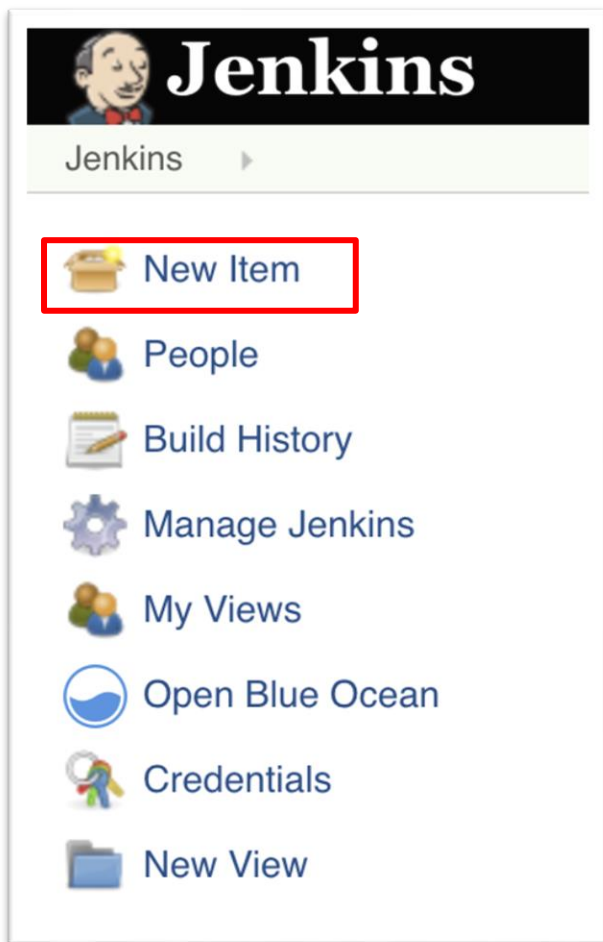 Jenkins
Jenkins
New Item
People
Build History
Manage Jenkins
My Views
Open Blue Ocean
Credentials
New View